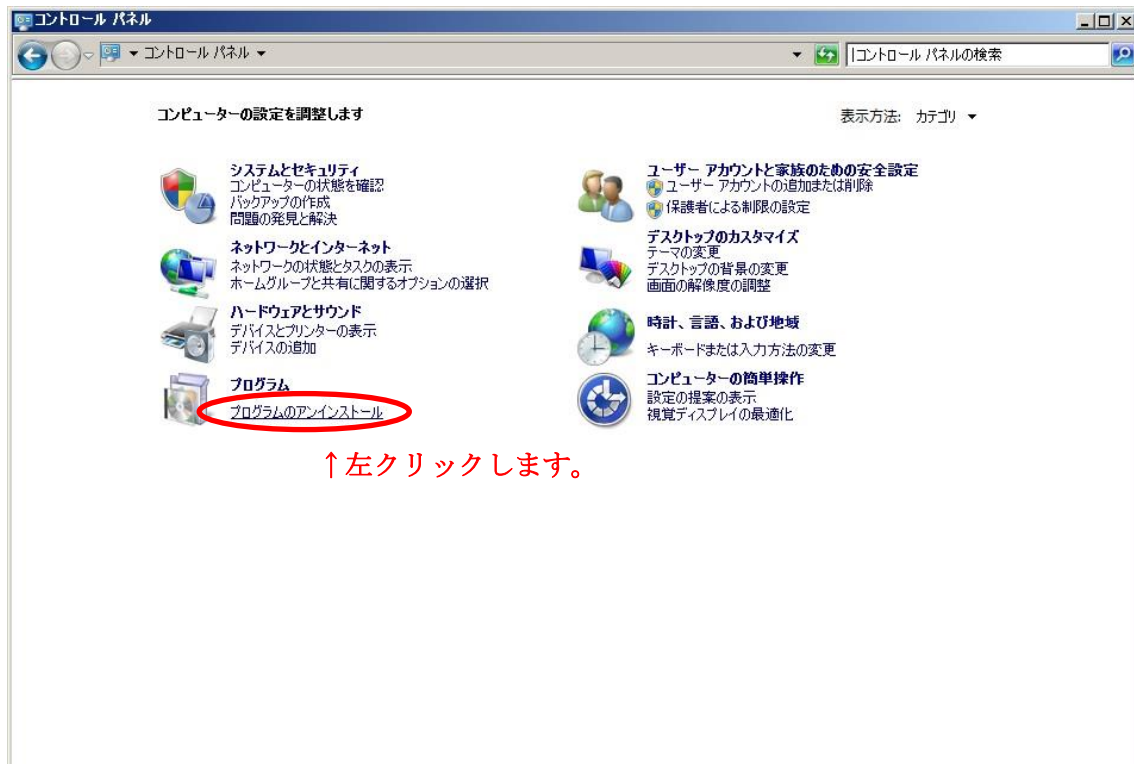 コントロール パネル
コントロール パネル
コントロール パネルの検索
コンピューターの設定を調整します
表示方法: カテゴリ
システムとセキュリティ
コンピューターの状態を確認
バックアップの作成
問題の発見と解決
ネットワークとインターネット
ネットワークの状態とタスクの表示
ホームグループと共有に関するオプションの選択
ハードウェアとサウンド
デバイスとプリンターの表示
デバイスの追加
プログラム
プログラムのアンインストール
ユーザー アカウントと家族のための安全設定
ユーザー アカウントの追加または削除
保護者による制限の設定
デスクトップのカスタマイズ
テーマの変更
デスクトップの背景の変更
画面の解像度の調整
時計、言語、および地域
キーボードまたは入力方法の変更
コンピューターの簡単操作
設定の提案の表示
視覚ディスプレイの最適化
↑左クリックします。